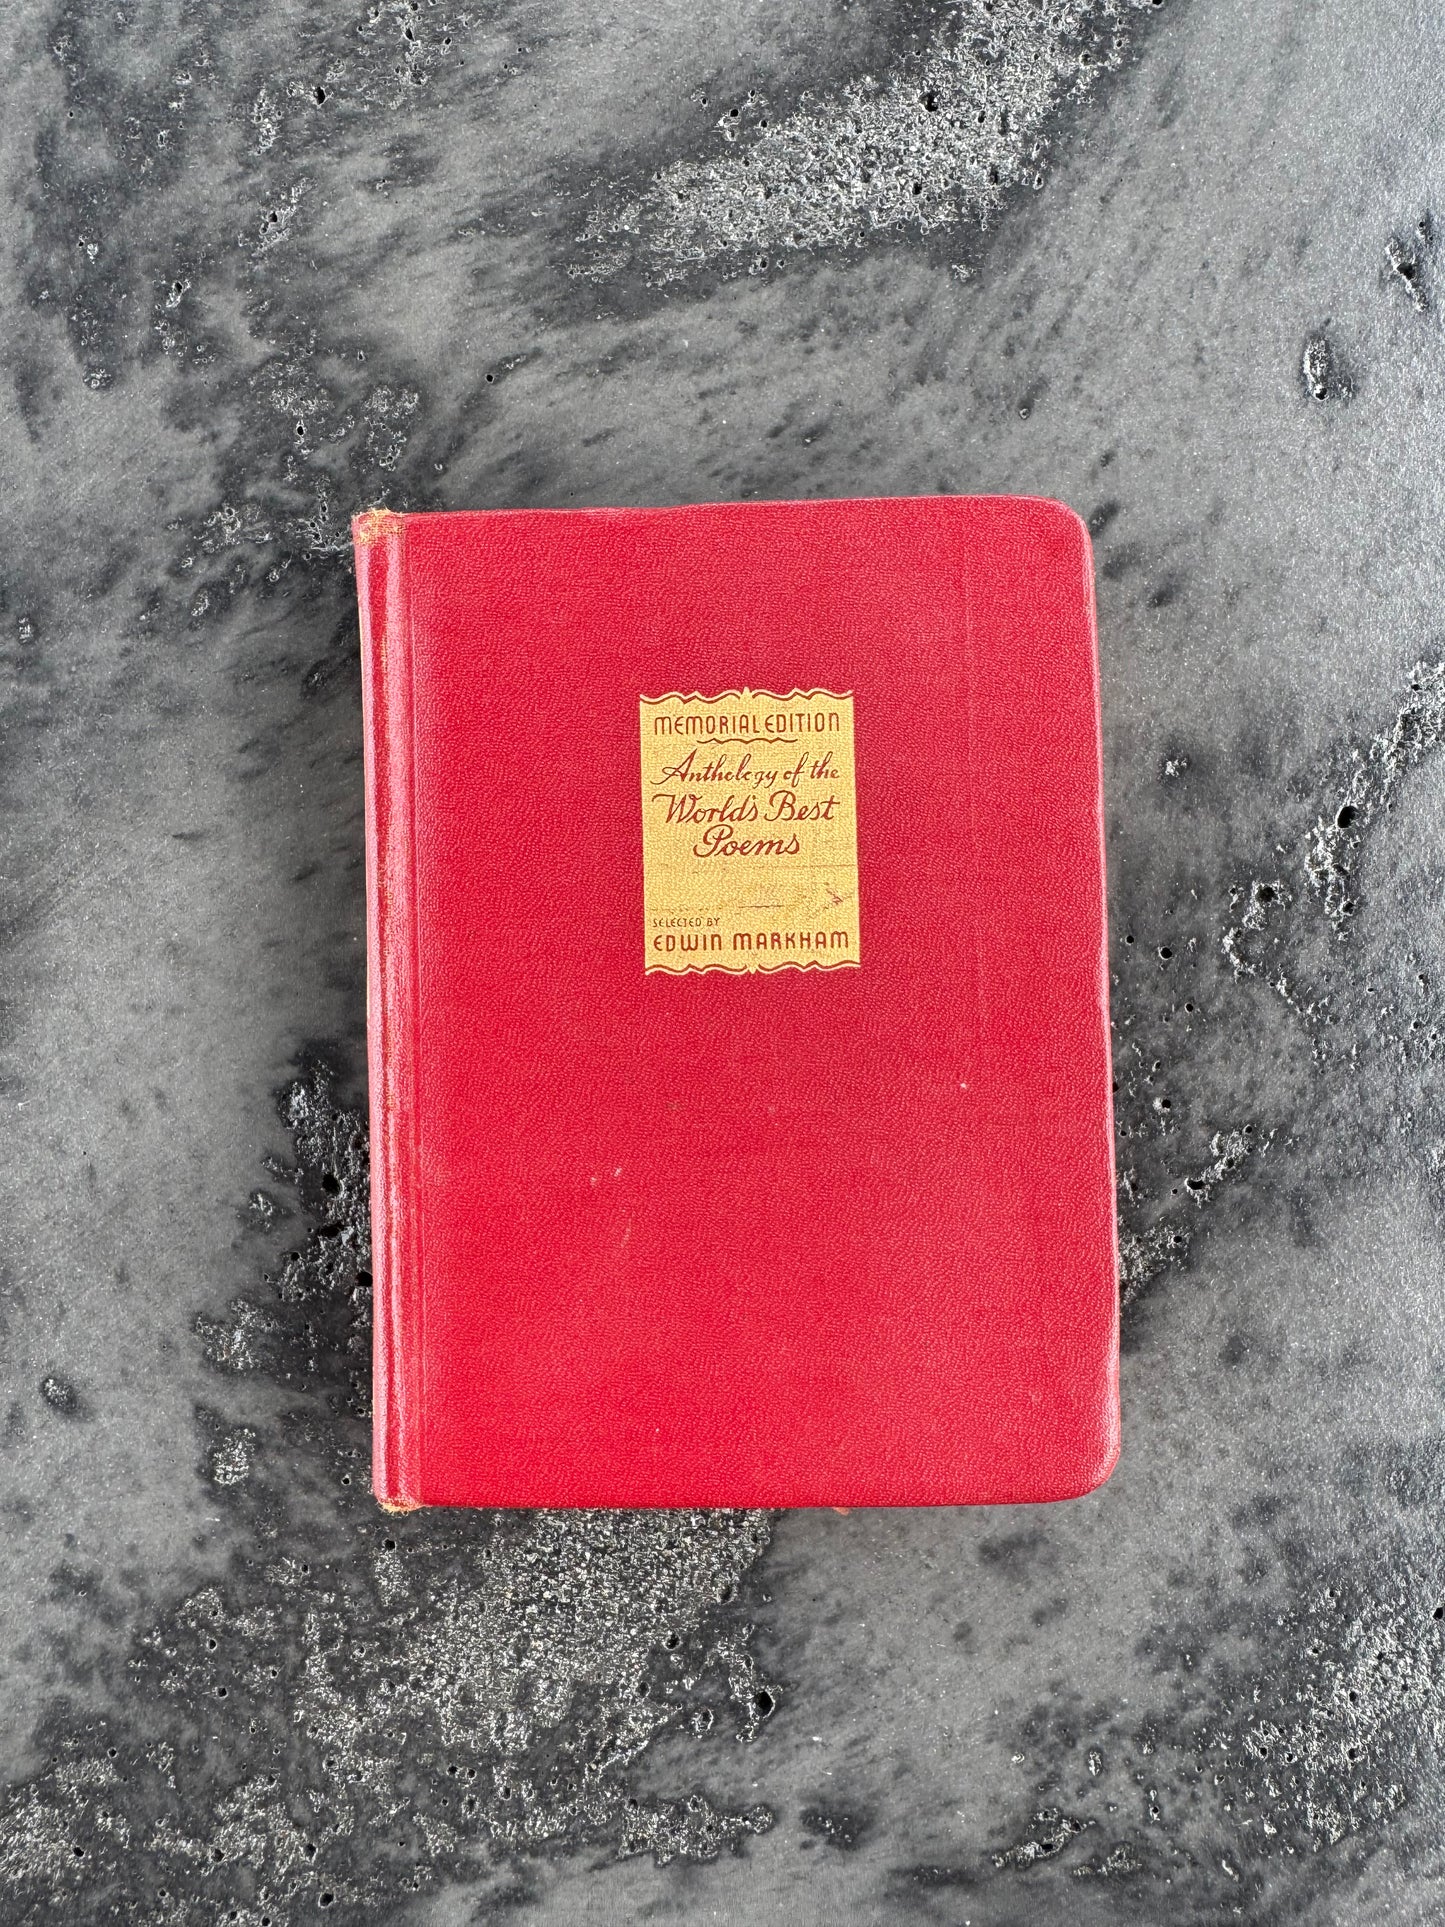 MEMORIAL EDITION
Anthology of the
World's Best
Poems
SELECTED BY
EDWIN MARKHAM